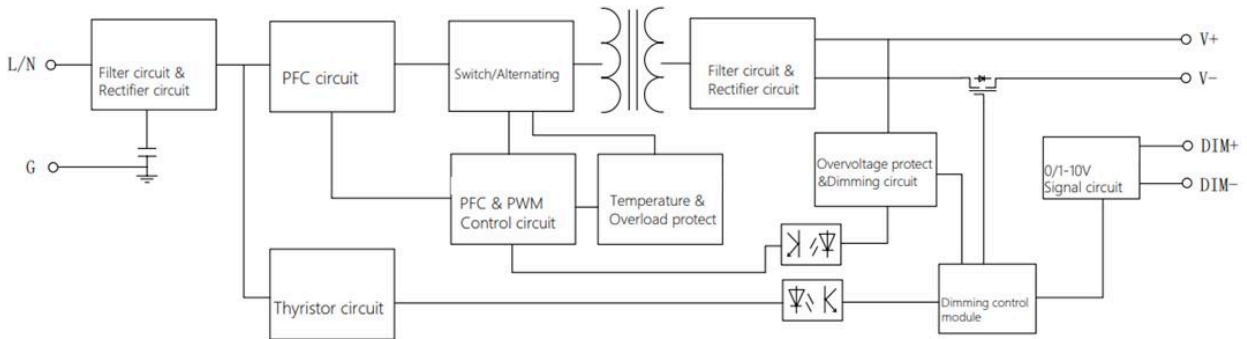 L/N
Filter circuit &
Rectifier circuit
PFC circuit
Switch/Alternating
Filter circuit &
Rectifier circuit
V+
V-
G
PFC & PWM
Control circuit
Temperature &
Overload protect
Overvoltage protect
&Dimming circuit
0/1-10V
Signal circuit
DIM+
DIM-
Thyristor circuit
Dimming control
module